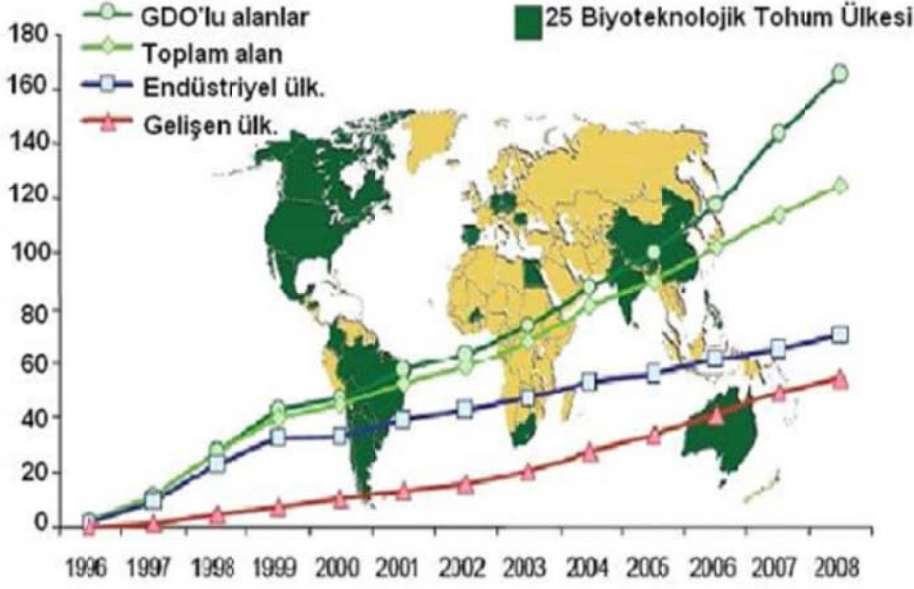 GDO'lu alanlar
Toplam alan
Endüstriyel ülk.
Gelişen ülk.
25 Biyoteknolojik Tohum Ülkesi
180
160
140
120
100
80
60
40
20
0
1996 1997 1998 1999 2000 2001 2002 2003 2004 2005 2006 2007 2008